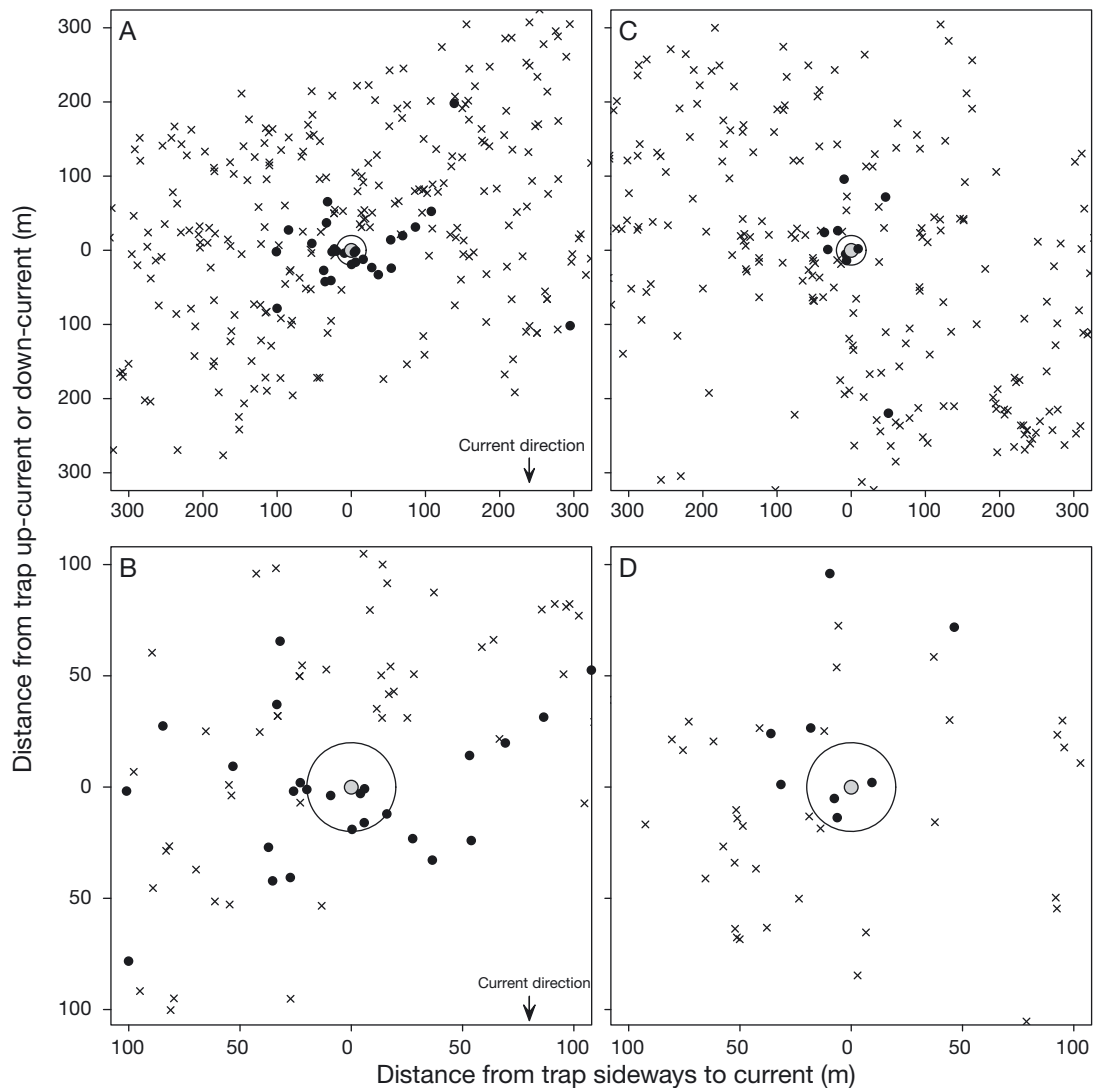 A
C
300
200
100
0
100
200
300
Current direction
300 200 100 0 100 200 300
300 200 100 0 100 200 300
Distance from trap up-current or down-current (m)
B
D
100
50
0
50
100
Current direction
100 50 0 50 100
100 50 0 50 100
Distance from trap sideways to current (m)